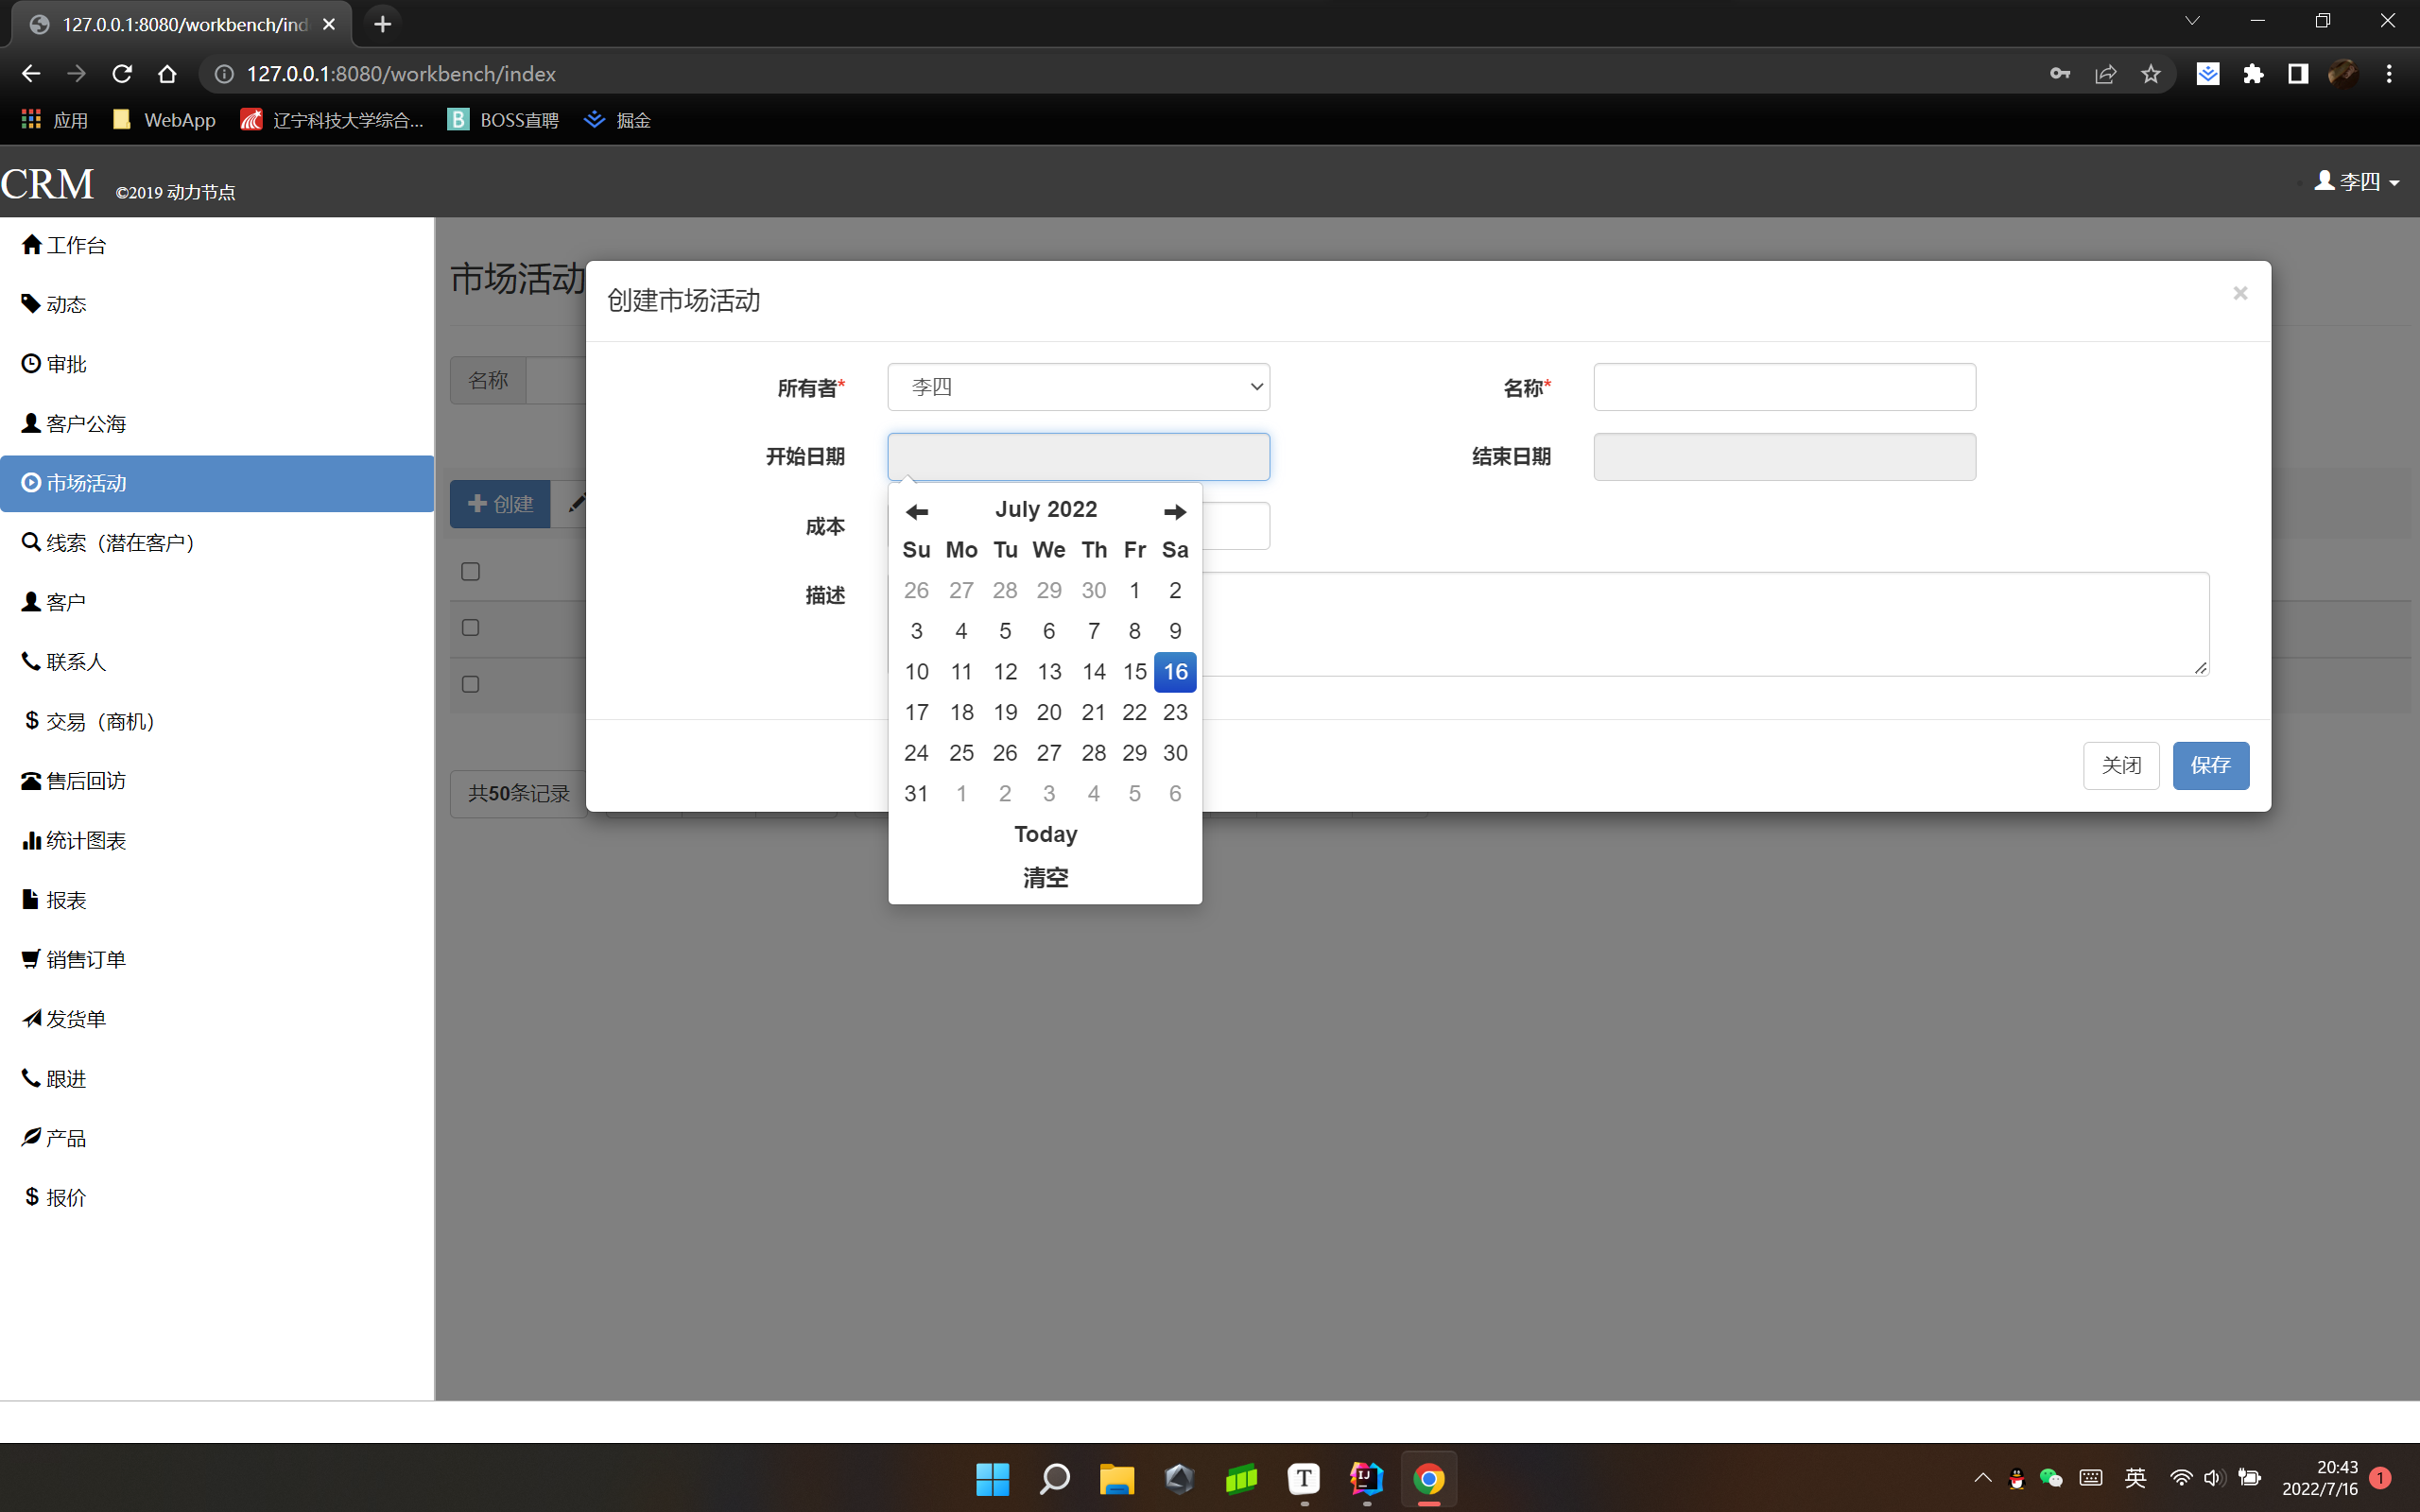 127.0.0.1:8080/workbench/ind
127.0.0.1:8080/workbench/index
应用
WebApp
辽宁科技大学综合...
BOSS直聘
掘金
CRM ©2019 动力节点
李四
工作台
动态
审批
客户公海
市场活动
线索（潜在客户）
客户
联系人
交易（商机）
售后回访
统计图表
报表
销售订单
发货单
跟进
产品
报价
市场活动
名称
创建
共50条记录
创建市场活动
×
所有者* 李四
名称*
开始日期
结束日期
成本
描述
July 2022
Su Mo Tu We Th Fr Sa
26 27 28 29 30 1 2
3 4 5 6 7 8 9
10 11 12 13 14 15 16
17 18 19 20 21 22 23
24 25 26 27 28 29 30
31 1 2 3 4 5 6
Today
清空
关闭 保存
英
20:43
2022/7/16
1